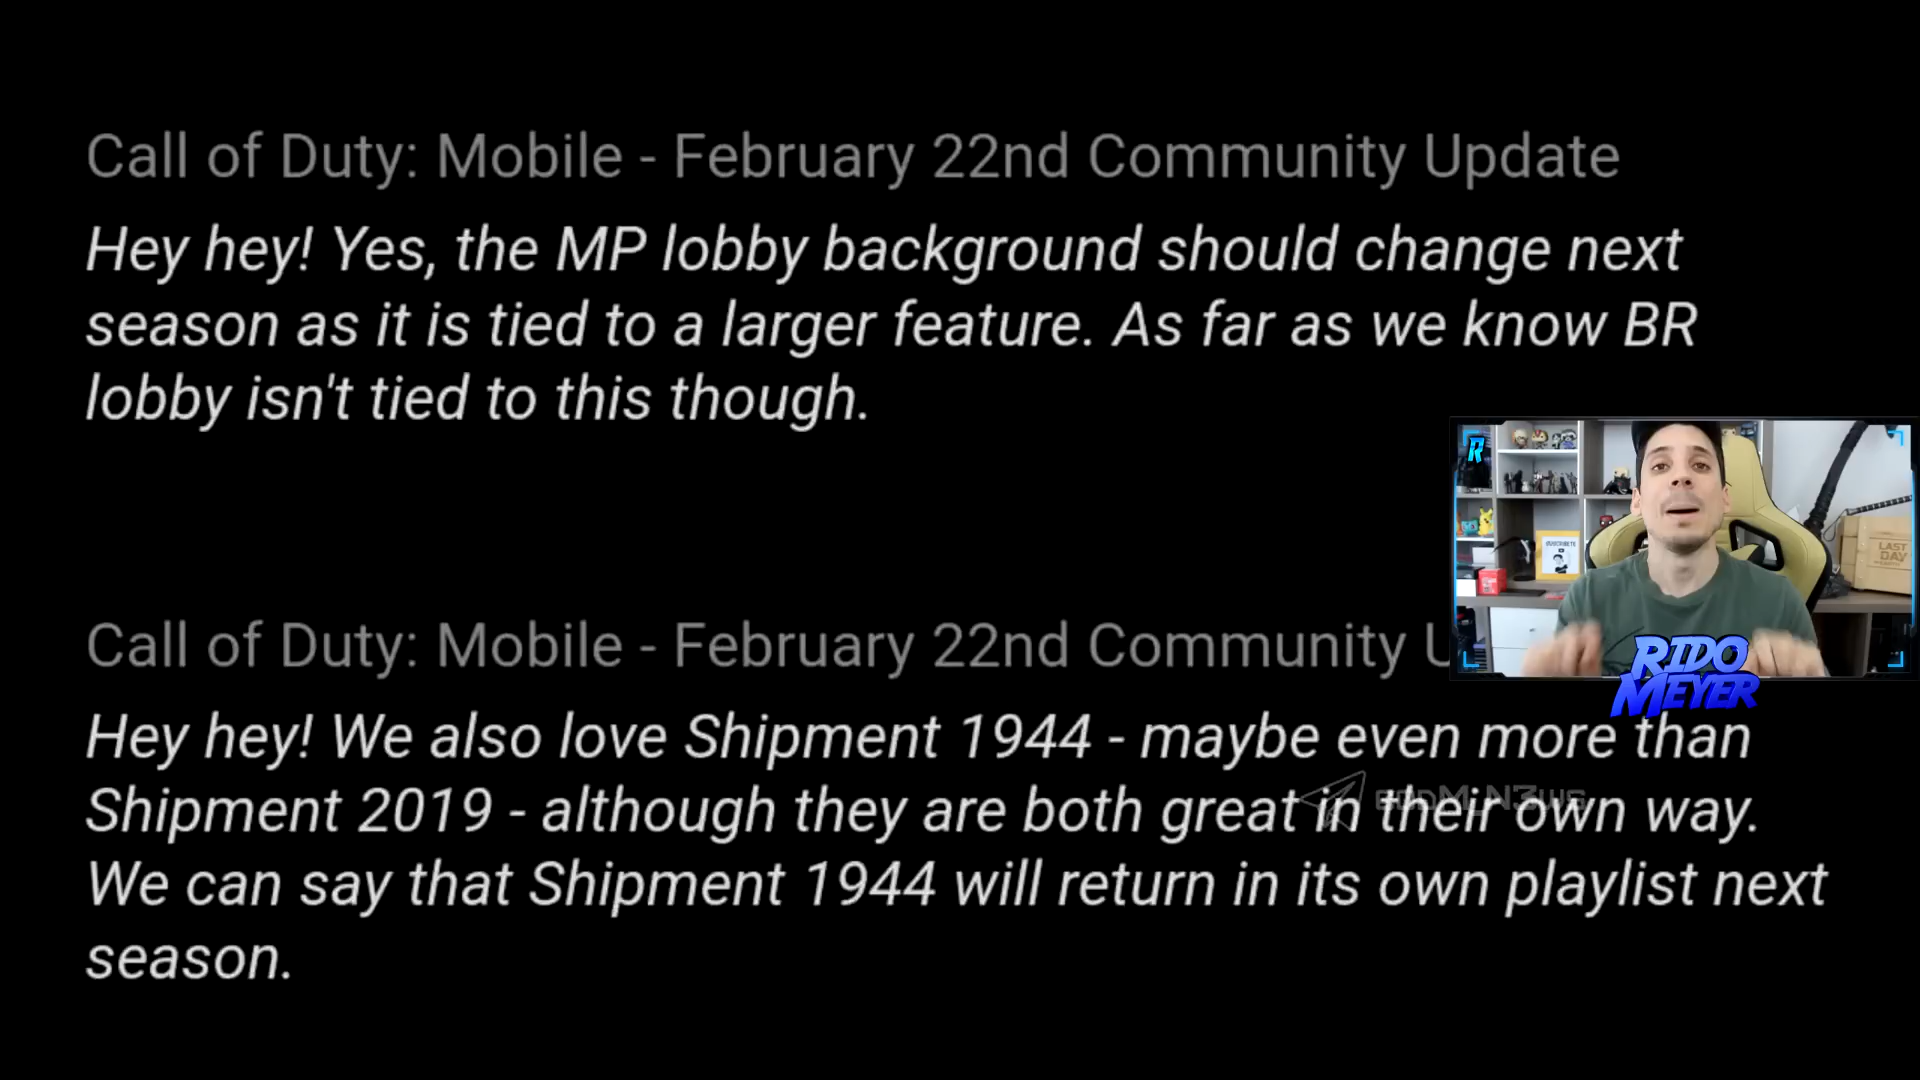 Call of Duty: Mobile - February 22nd Community Update
Hey hey! Yes, the MP lobby background should change next
season as it is tied to a larger feature. As far as we know BR
lobby isn't tied to this though.
R
LAST
DAY
Call of Duty: Mobile - February 22nd Community U
RIDO
MEYER
Hey hey! We also love Shipment 1944 - maybe even more than
Shipment 2019 - although they are both great in their own way.
We can say that Shipment 1944 will return in its own playlist next
season.